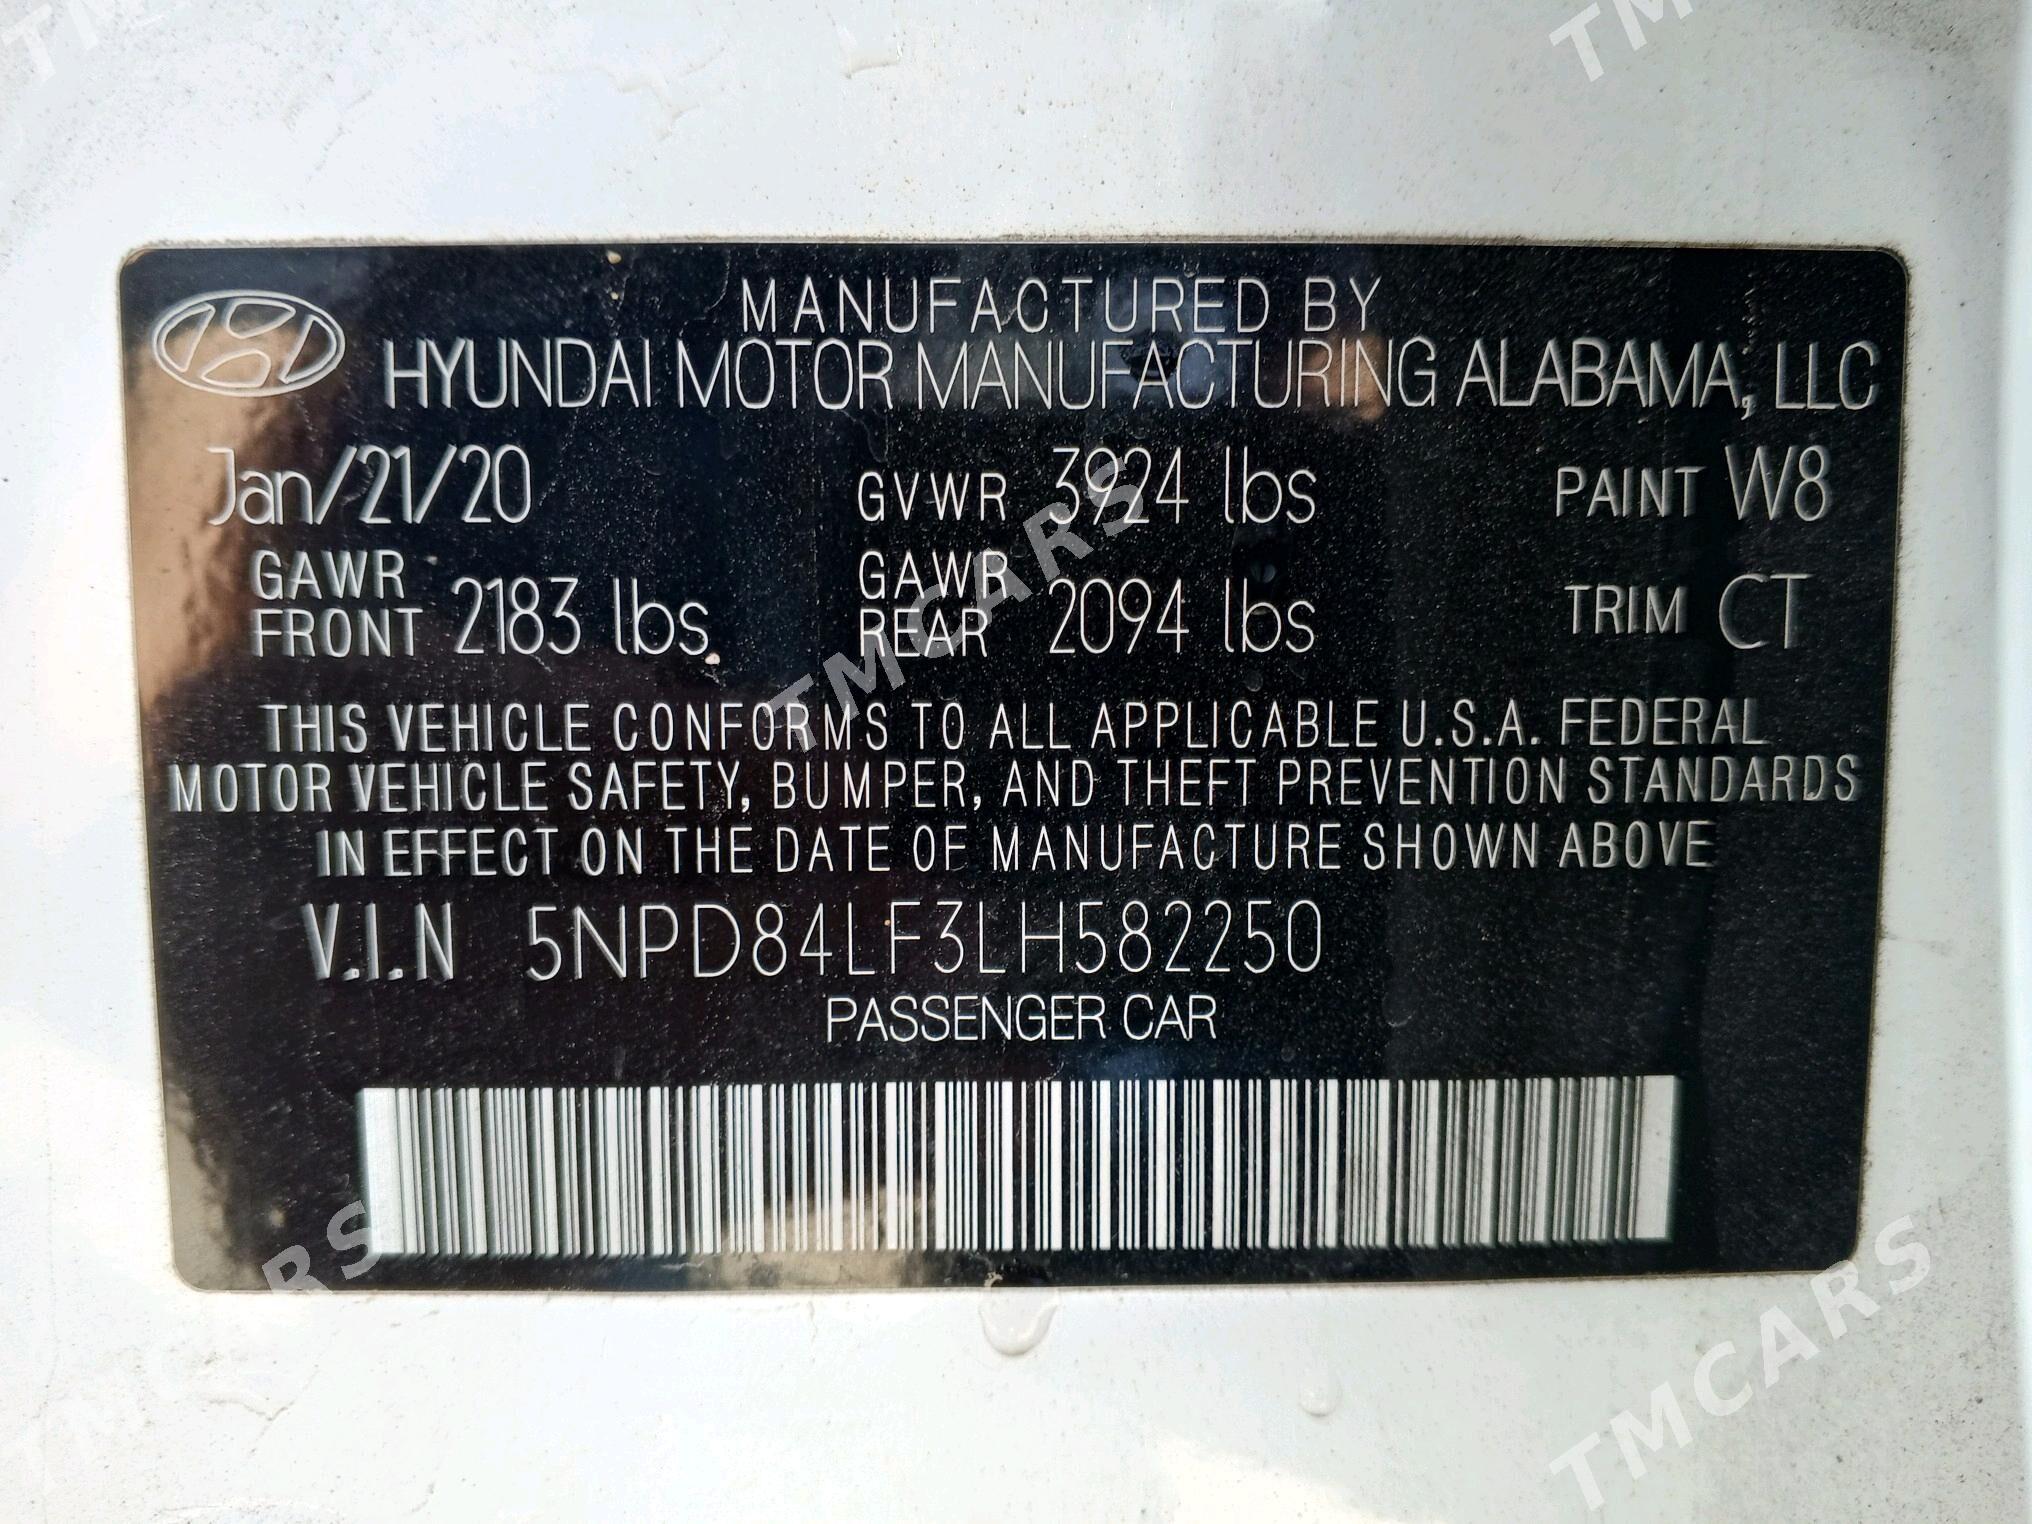 MANUFACTURED BY
HYUNDAI MOTOR MANUFACTURING ALABAMA, LLC
Jan/21/20 GVWR 3924 lbs PAINT W8
GAWR FRONT 2183 lbs GAWR REAR 2094 lbs TRIM CT
THIS VEHICLE CONFORMS TO ALL APPLICABLE U.S.A. FEDERAL
MOTOR VEHICLE SAFETY, BUMPER, AND THEFT PREVENTION STANDARDS
IN EFFECT ON THE DATE OF MANUFACTURE SHOWN ABOVE
V.I.N 5NPD84LF3LH582250
PASSENGER CAR
TMCARS
TMCARS